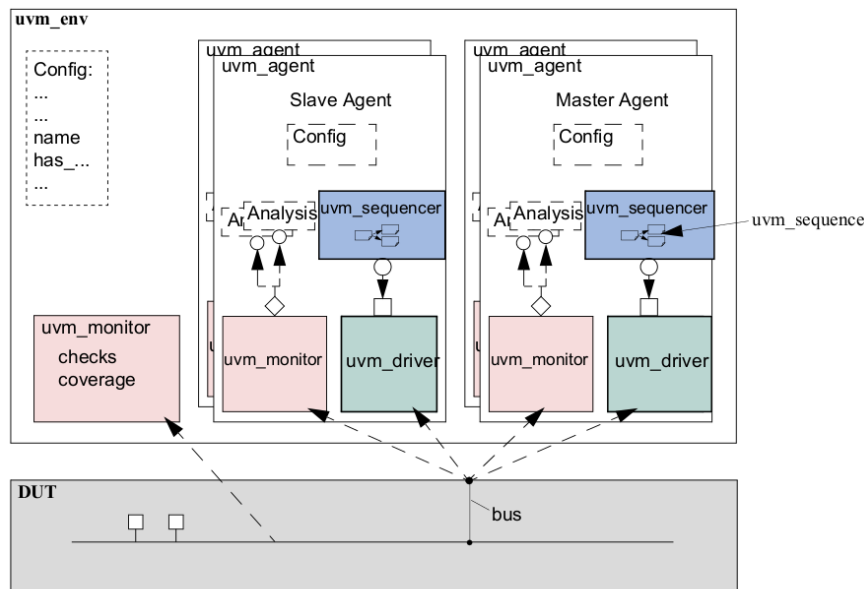 uvm_env
Config:
...
...
name
has_...
...
uvm_agent
uvm_agent
Slave Agent
Config
Analysis
uvm_sequencer
uvm_monitor
uvm_driver
uvm_agent
uvm_agent
Master Agent
Config
Analysis
uvm_sequencer
uvm_sequence
uvm_monitor
uvm_driver
uvm_monitor
checks
coverage
DUT
bus